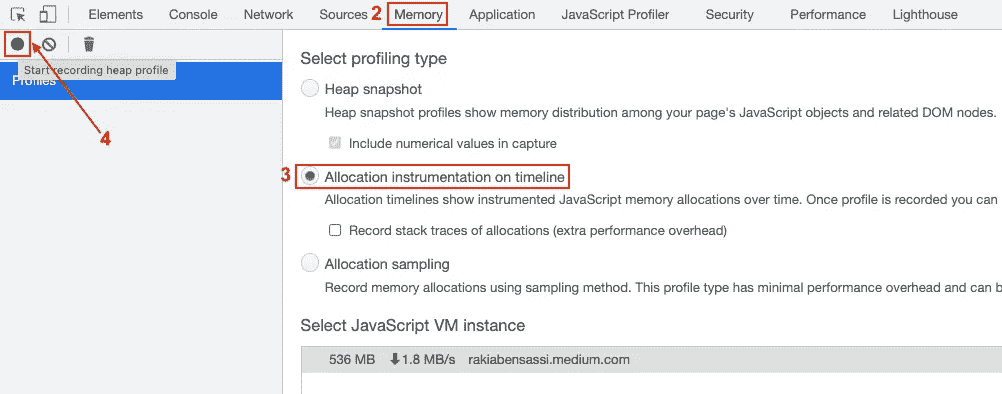 Elements Console Network Sources 2 Memory Application JavaScript Profiler Security Performance Lighthouse
Start recording heap profile
Profiles
4
Select profiling type
Heap snapshot
Heap snapshot profiles show memory distribution among your page's JavaScript objects and related DOM nodes.
Include numerical values in capture
3 Allocation instrumentation on timeline
Allocation timelines show instrumented JavaScript memory allocations over time. Once profile is recorded you can
Record stack traces of allocations (extra performance overhead)
Allocation sampling
Record memory allocations using sampling method. This profile type has minimal performance overhead and can b
Select JavaScript VM instance
536 MB 1.8 MB/s rakiabensassi.medium.com